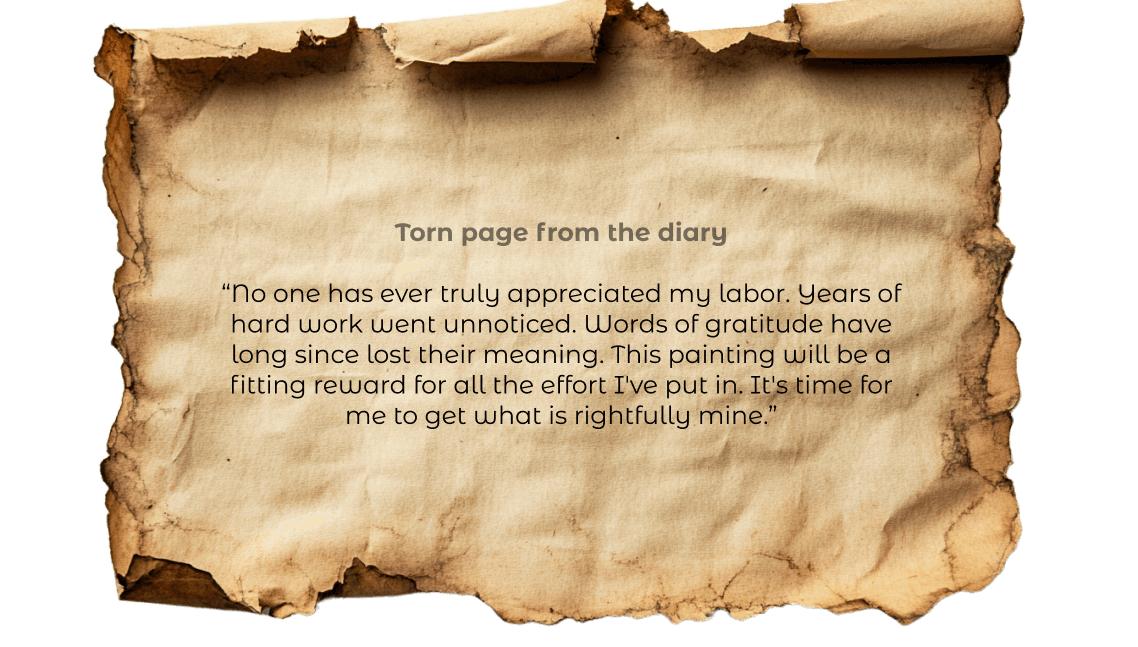 Torn page from the diary
“No one has ever truly appreciated my labor. Years of
hard work went unnoticed. Words of gratitude have
long since lost their meaning. This painting will be a
fitting reward for all the effort I've put in. It's time for
me to get what is rightfully mine.”